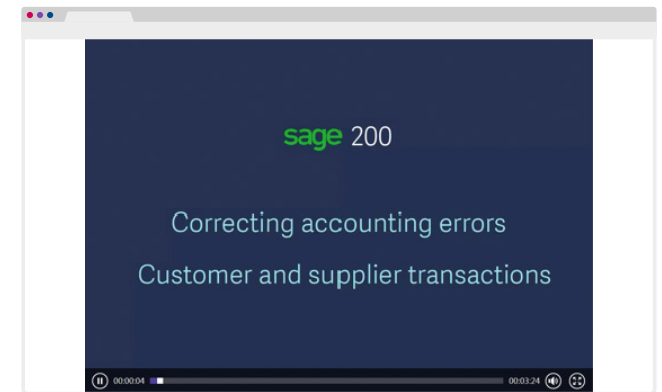 sage 200
Correcting accounting errors
Customer and supplier transactions
00:00:04 00:03:24